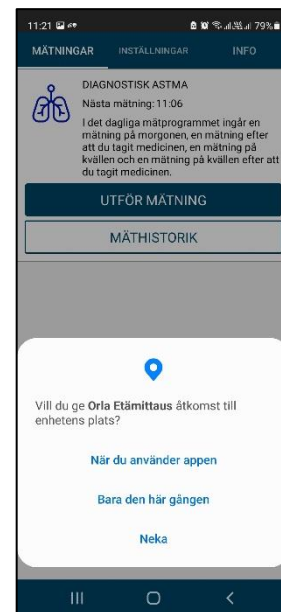 11:21
79%
MÄTNINGAR INSTÄLLNINGAR INFO
DIAGNOSTISK ASTMA
Nästa mätning: 11:06
I det dagliga mätprogrammet ingår en
mätning på morgonen, en mätning efter
att du tagit medicinen, en mätning på
kvällen och en mätning på kvällen efter att
du tagit medicinen.
UTFÖR MÄTNING
MÄTHISTORIK
Vill du ge Orla Etämittaus åtkomst till
enhetens plats?
När du använder appen
Bara den här gången
Neka